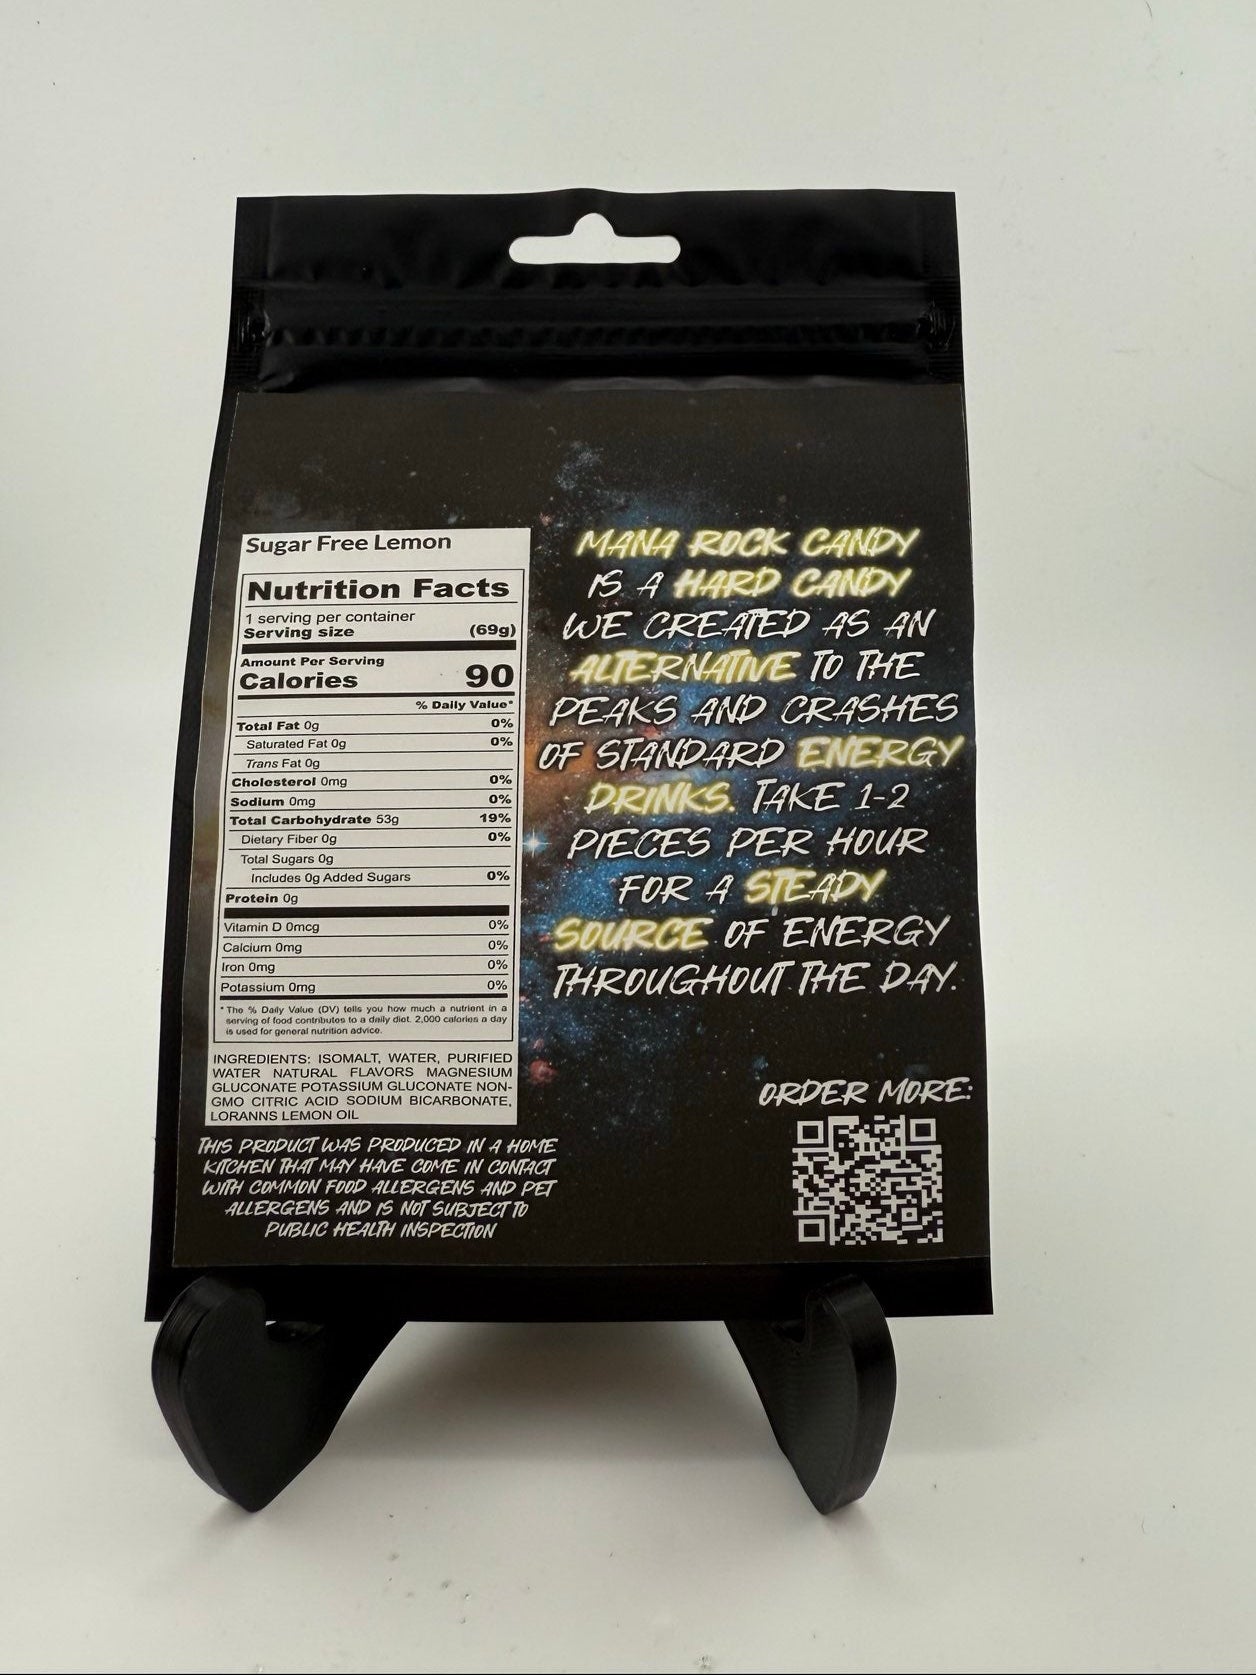 Sugar Free Lemon
Nutrition Facts
1 serving per container
Serving size (69g)
Amount Per Serving
Calories 90
% Daily Value*
Total Fat 0g 0%
Saturated Fat 0g 0%
Trans Fat 0g
Cholesterol 0mg 0%
Sodium 0mg 0%
Total Carbohydrate 53g 19%
Dietary Fiber 0g 0%
Total Sugars 0g
Includes 0g Added Sugars 0%
Protein 0g
Vitamin D 0mcg 0%
Calcium 0mg 0%
Iron 0mg 0%
Potassium 0mg 0%
* The % Daily Value (DV) tells you how much a nutrient in a
serving of food contributes to a daily diet. 2,000 calories a day
is used for general nutrition advice.
INGREDIENTS: ISOMALT, WATER, PURIFIED
WATER NATURAL FLAVORS MAGNESIUM
GLUCONATE POTASSIUM GLUCONATE NON-
GMO CITRIC ACID SODIUM BICARBONATE,
LORANNS LEMON OIL
THIS PRODUCT WAS PRODUCED IN A HOME
KITCHEN THAT MAY HAVE COME IN CONTACT
WITH COMMON FOOD ALLERGENS AND PET
ALLERGENS AND IS NOT SUBJECT TO
PUBLIC HEALTH INSPECTION
MANA ROCK CANDY
IS A HARD CANDY
WE CREATED AS AN
ALTERNATIVE TO THE
PEAKS AND CRASHES
OF STANDARD ENERGY
DRINKS. TAKE 1-2
PIECES PER HOUR
FOR A STEADY
SOURCE OF ENERGY
THROUGHOUT THE DAY.
ORDER MORE: